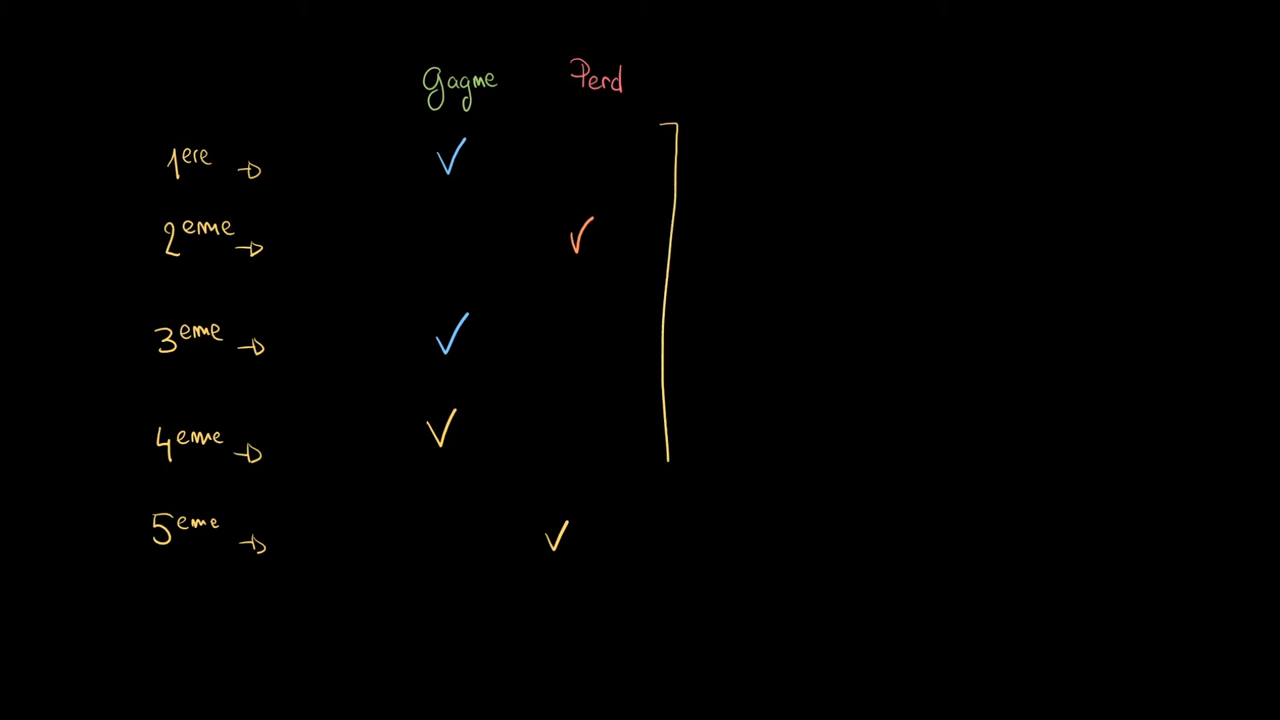 Gagne Perd
1ere → ✓
2eme → ✓
3eme → ✓
4eme → ✓
5eme → ✓